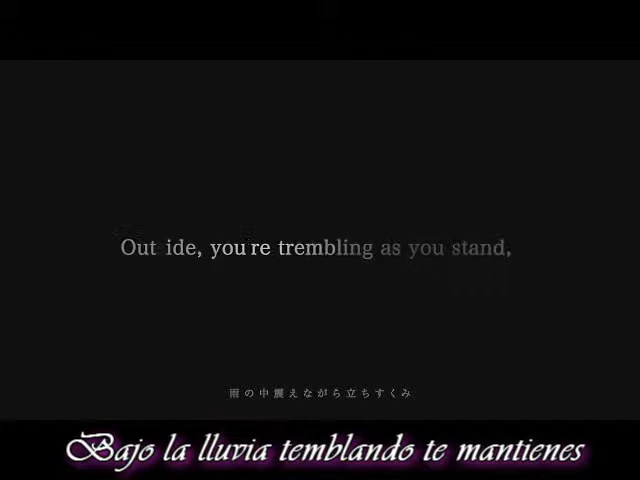 Out ide, you're trembling as you stand,
雨の中震えながら立ちすくみ
Bajo la lluvia temblando te mantienes